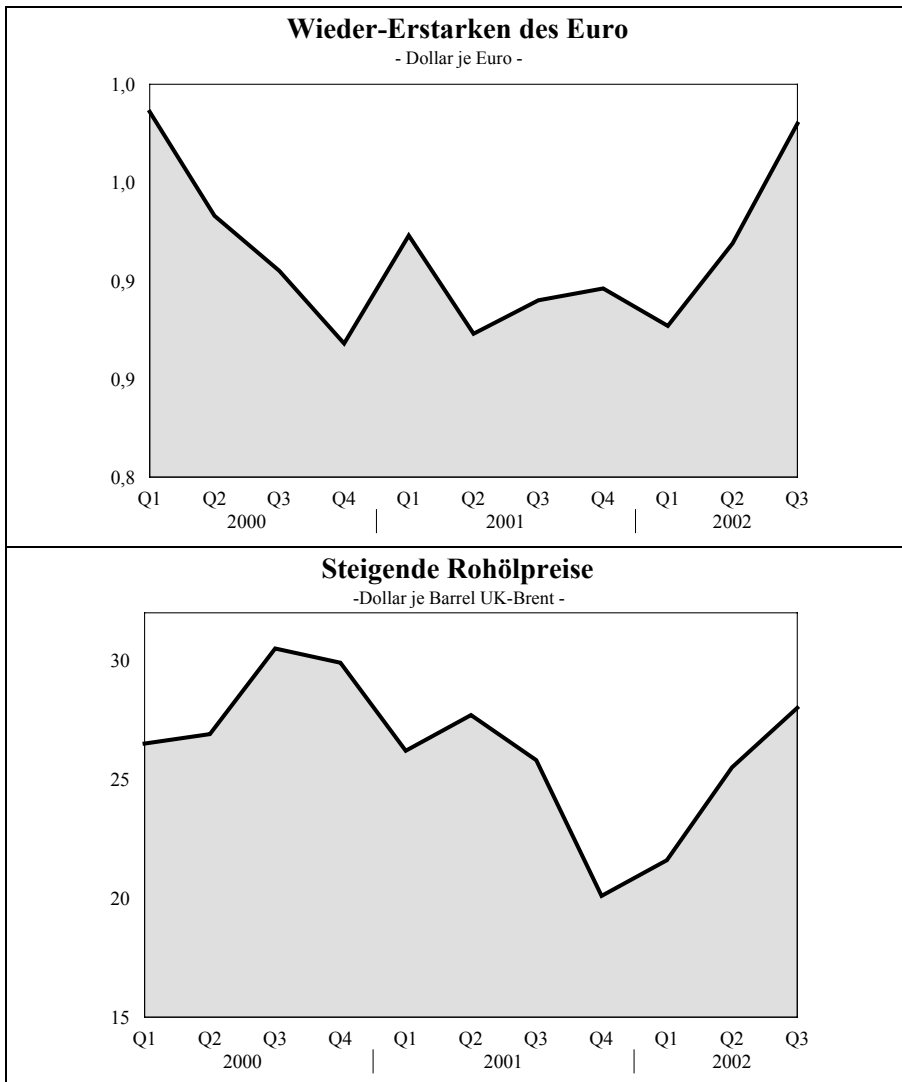 Wieder-Erstarken des Euro
- Dollar je Euro -
1,0
1,0
0,9
0,9
0,8
Q1 Q2 Q3 Q4 Q1 Q2 Q3 Q4 Q1 Q2 Q3
2000 2001 2002
Steigende Rohölpreise
-Dollar je Barrel UK-Brent -
30
25
20
15
Q1 Q2 Q3 Q4 Q1 Q2 Q3 Q4 Q1 Q2 Q3
2000 2001 2002